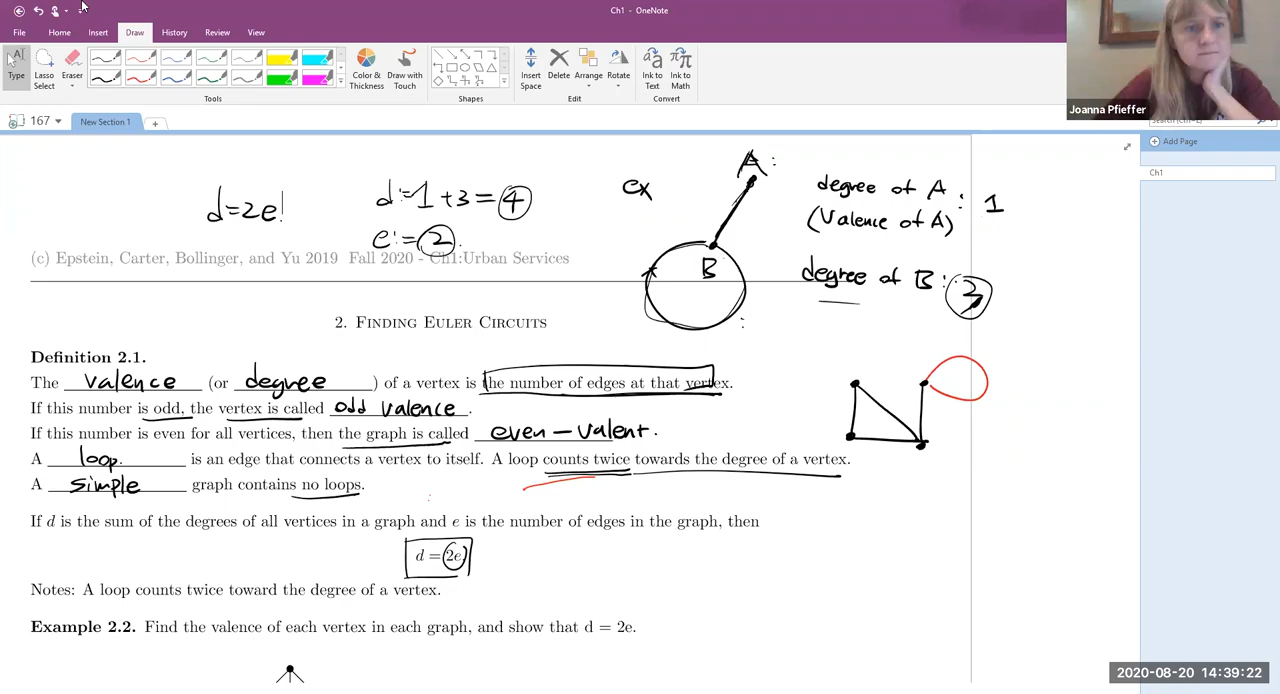 Ch1 - OneNote
File Home Insert Draw History Review View
Type Lasso Select Eraser Color & Thickness Draw with Touch Insert Space Delete Arrange Rotate Ink to Text Ink to Math
Tools Shapes Edit Convert
Joanna Pfieffer
167 New Section 1
Add Page
Ch1
d=2e!
d:=1+3=4
e:=2.
ex
A:
B
degree of A
(Valence of A)
: 1
degree of B: 3
(c) Epstein, Carter, Bollinger, and Yu 2019 Fall 2020 - Ch1:Urban Services
2. Finding Euler Circuits
Definition 2.1.
The valence (or degree) of a vertex is the number of edges at that vertex.
If this number is odd, the vertex is called odd valence.
If this number is even for all vertices, then the graph is called even-valent.
A loop. is an edge that connects a vertex to itself. A loop counts twice towards the degree of a vertex.
A simple graph contains no loops.
If d is the sum of the degrees of all vertices in a graph and e is the number of edges in the graph, then
d = 2e
Notes: A loop counts twice toward the degree of a vertex.
Example 2.2. Find the valence of each vertex in each graph, and show that d = 2e.
2020-08-20 14:39:22